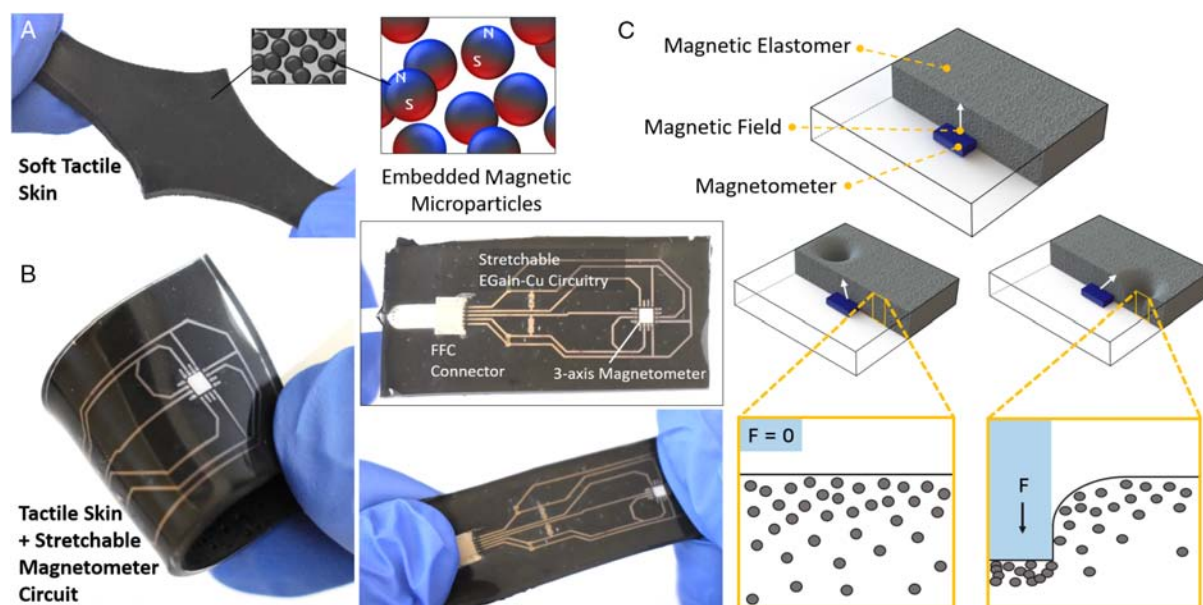 A
N
S
N
S
Soft Tactile
Skin
Embedded Magnetic
Microparticles
B
Stretchable
EGaIn-Cu Circuitry
FFC
Connector
3-axis Magnetometer
Tactile Skin
+ Stretchable
Magnetometer
Circuit
C
Magnetic Elastomer
Magnetic Field
Magnetometer
F = 0
F